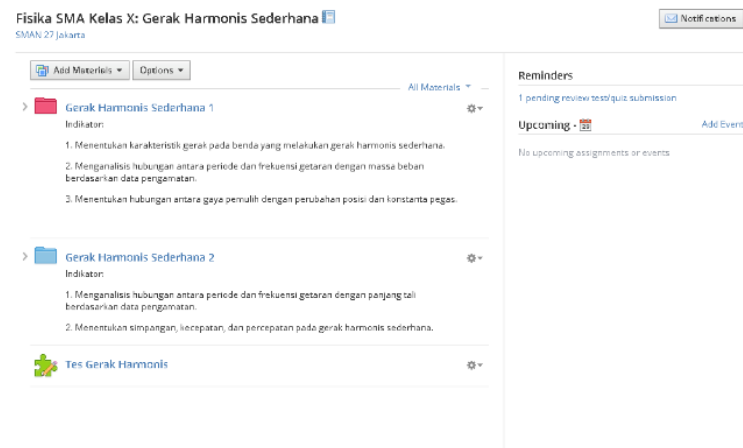 Fisika SMA Kelas X: Gerak Harmonis Sederhana
SMAN 27 Jakarta
Notifications
Add Materials
Options
All Materials
Gerak Harmonis Sederhana 1
Indikator:
1. Menentukan karakteristik gerak pada benda yang melakukan gerak harmonis sederhana.
2. Menganalisis hubungan antara periode dan frekuensi getaran dengan massa beban
berdasarkan data pengamatan.
3. Menentukan hubungan antara gaya pemulih dengan perubahan posisi dan konstanta pegas.
Gerak Harmonis Sederhana 2
Indikator:
1. Menganalisis hubungan antara periode dan frekuensi getaran dengan panjang tali
berdasarkan data pengamatan.
2. Menentukan simpangan, kecepatan, dan percepatan pada gerak harmonis sederhana.
Tes Gerak Harmonis
Reminders
1 pending review test/quiz submission
Upcoming
Add Event
No upcoming assignments or events